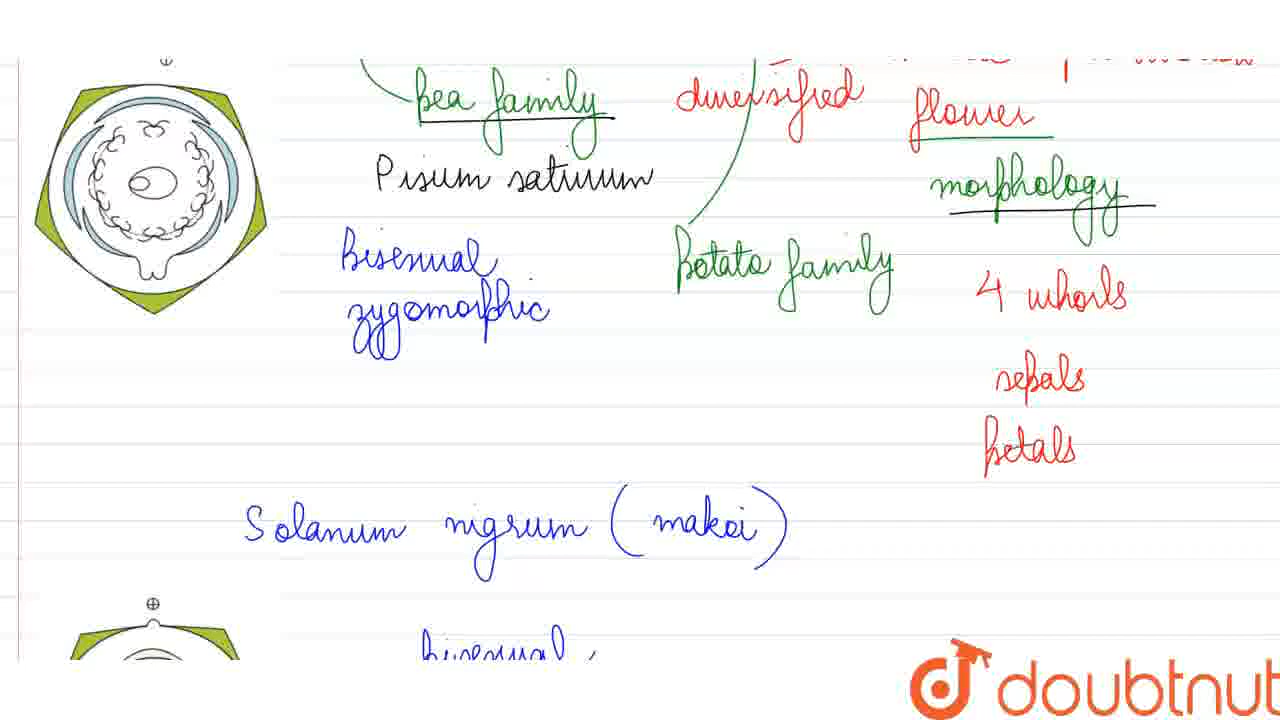 Pea family
Pisum sativum
Bisexual
zygomorphic
diversified
Potato family
flower
morphology
4 whorls
sepals
petals
Solanum nigrum (makoi)
bisexual
doubtnut